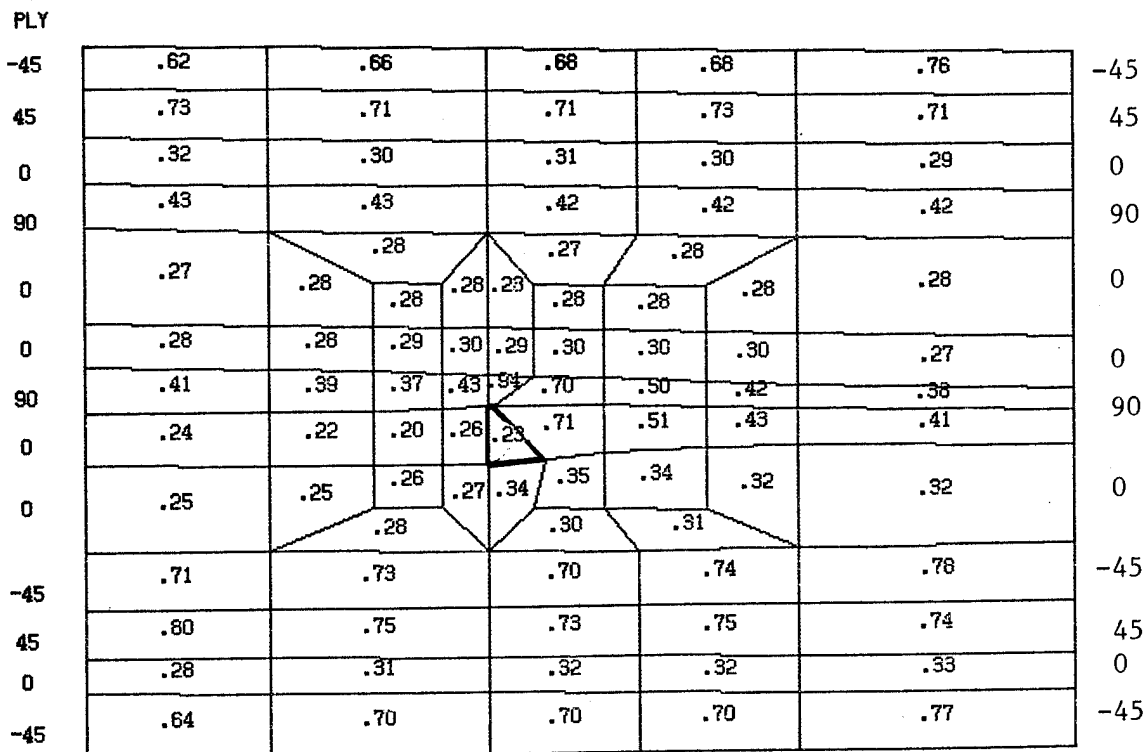 PLY
-45 .62 .66 .68 .68 .76 -45
45 .73 .71 .71 .73 .71 45
0 .32 .30 .31 .30 .29 0
90 .43 .43 .42 .42 .42 90
.28 .27 .28
0 .27 .28 .28 .28 .28 .28 .28 .28 .28 0
0 .28 .28 .29 .30 .29 .30 .30 .30 .27 0
90 .41 .39 .37 .43 .94 .70 .50 .42 .38 90
0 .24 .22 .20 .26 .23 .71 .51 .43 .41
0 .25 .25 .26 .27 .34 .35 .34 .32 .32 0
.28 .30 .31
-45 .71 .73 .70 .74 .78 -45
45 .80 .75 .73 .75 .74 45
0 .28 .31 .32 .32 .33 0
-45 .64 .70 .70 .70 .77 -45